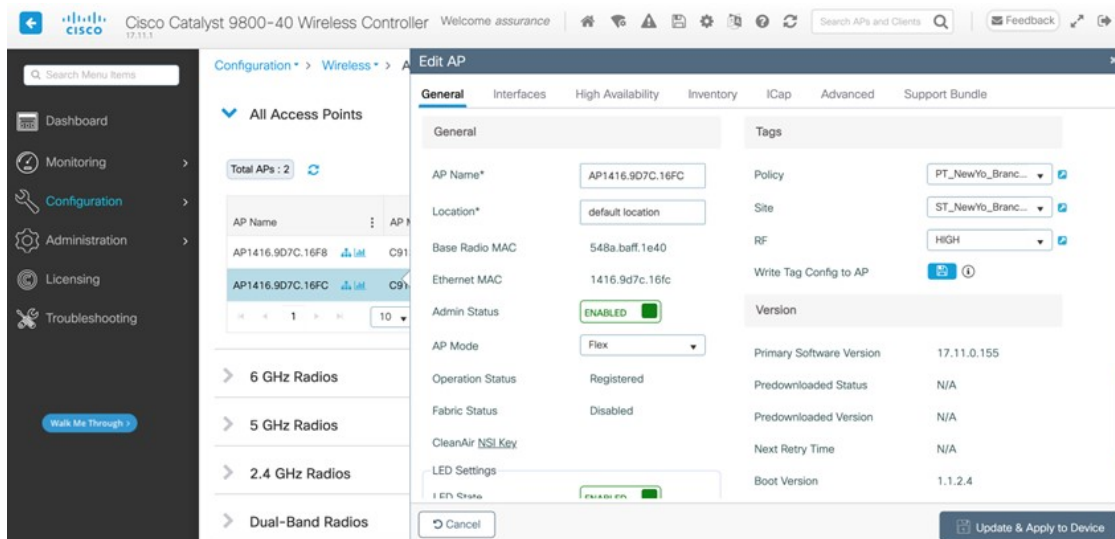 CISCO
Cisco Catalyst 9800-40 Wireless Controller
17.11.1
Welcome assurance
Search APs and Clients
Feedback
Search Menu Items
Dashboard
Monitoring
Configuration
Administration
Licensing
Troubleshooting
Walk Me Through >
Configuration > Wireless > A
All Access Points
Total APs : 2
AP Name AP M
AP1416.9D7C.16F8 C91
AP1416.9D7C.16FC C91
1 10
6 GHz Radios
5 GHz Radios
2.4 GHz Radios
Dual-Band Radios
Edit AP
General Interfaces High Availability Inventory ICap Advanced Support Bundle
General
AP Name* AP1416.9D7C.16FC
Location* default location
Base Radio MAC 548a.baff.1e40
Ethernet MAC 1416.9d7c.16fc
Admin Status ENABLED
AP Mode Flex
Operation Status Registered
Fabric Status Disabled
CleanAir NSI Key
LED Settings
LED State ENABLED
Tags
Policy PT_NewYo_Branc...
Site ST_NewYo_Branc...
RF HIGH
Write Tag Config to AP
Version
Primary Software Version 17.11.0.155
Predownloaded Status N/A
Predownloaded Version N/A
Next Retry Time N/A
Boot Version 1.1.2.4
Cancel
Update & Apply to Device